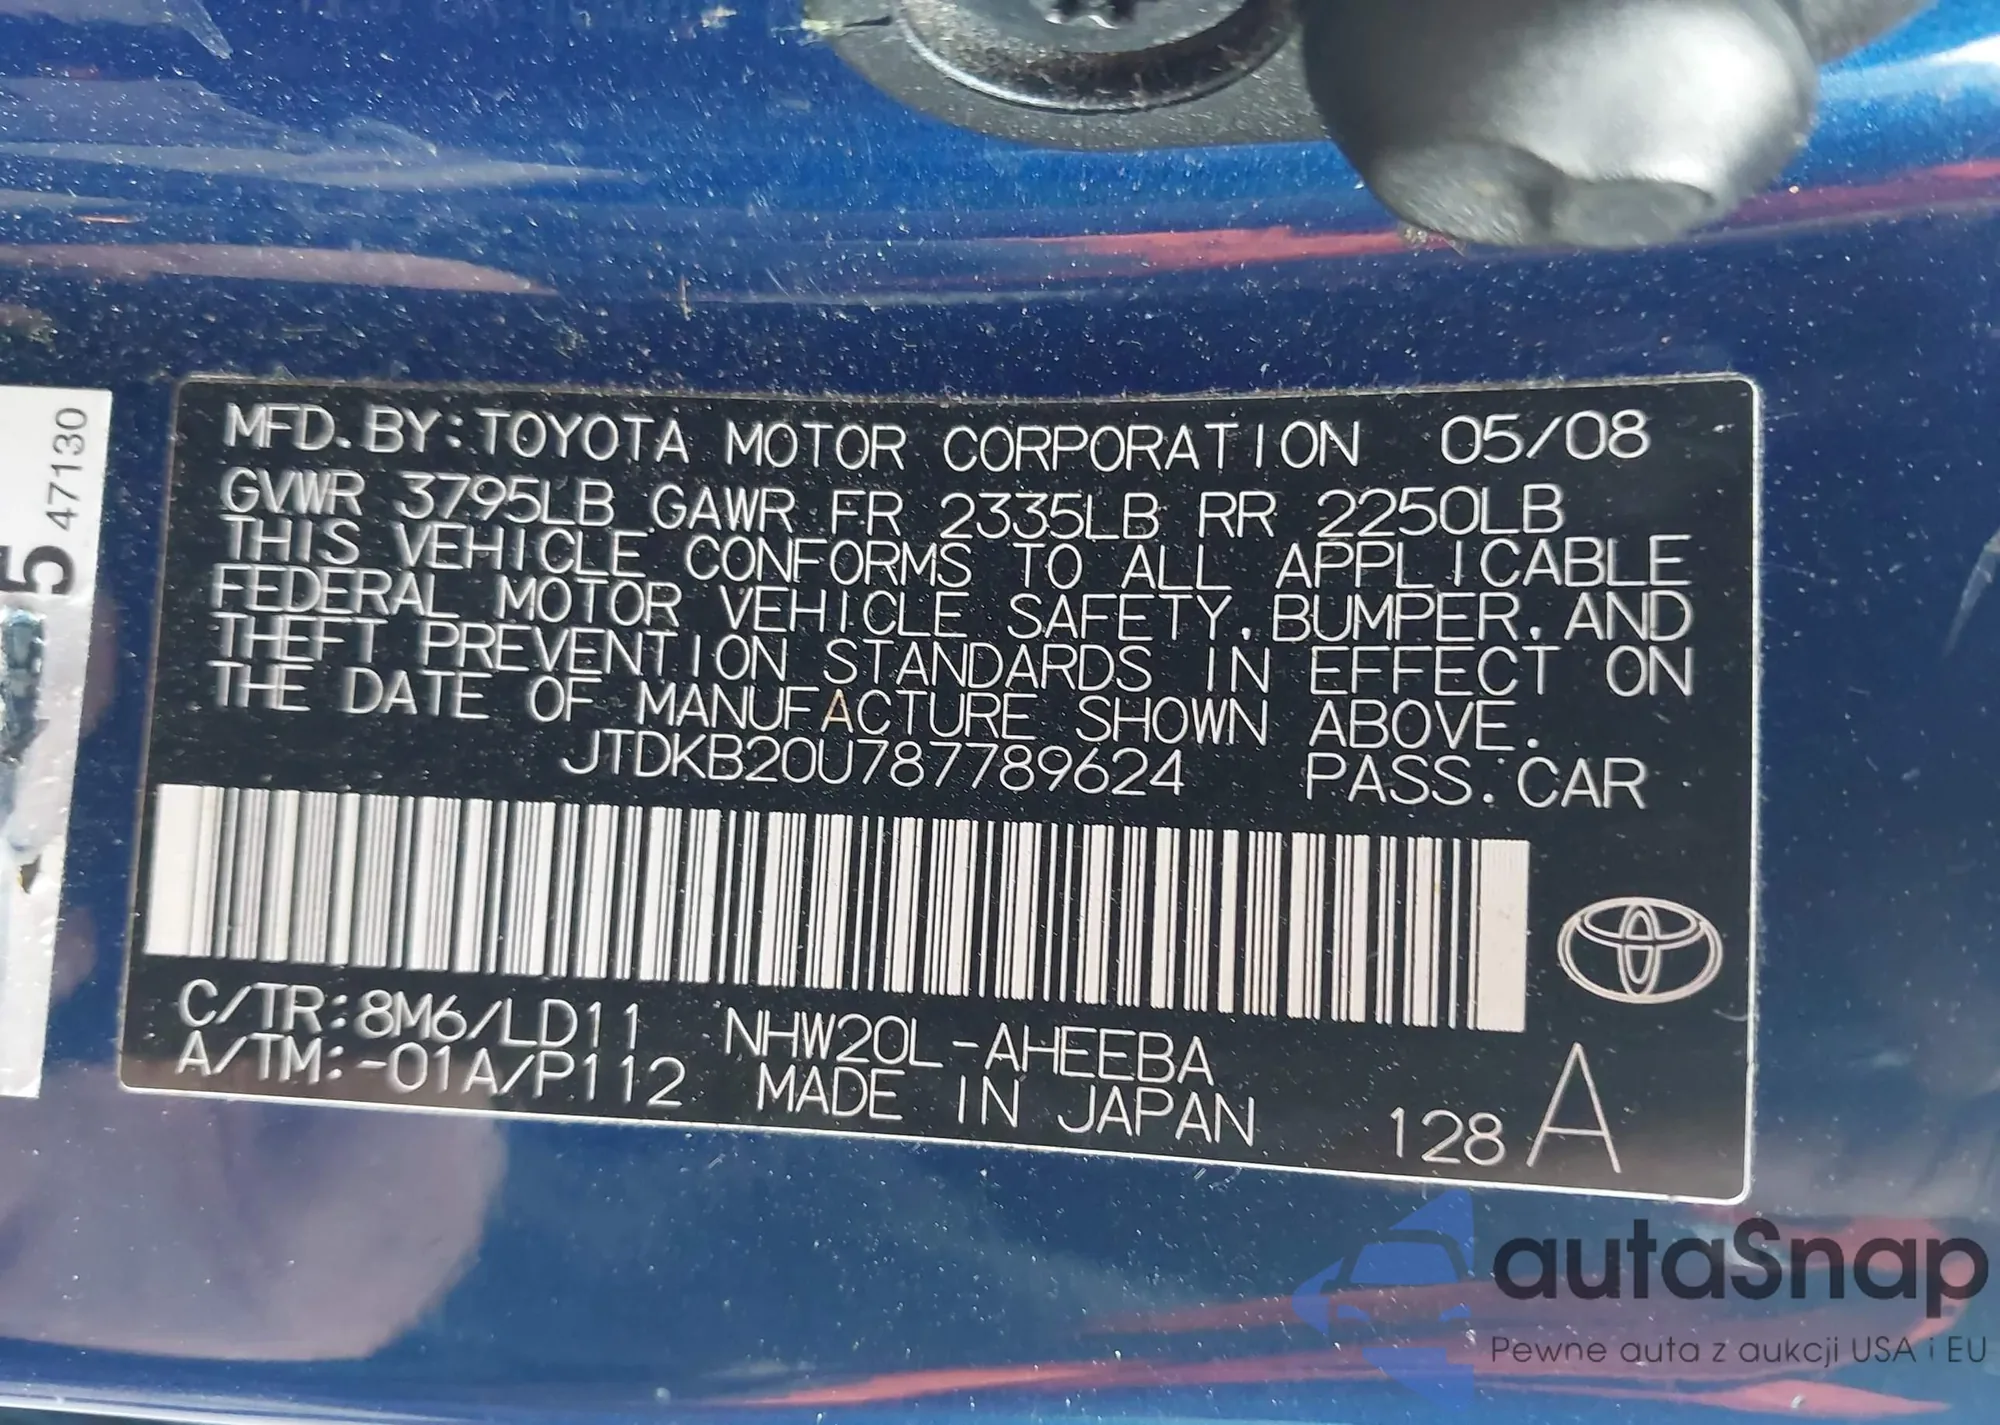 MFD. BY: TOYOTA MOTOR CORPORATION 05/08
GVWR 3795LB GAWR FR 2335LB RR 2250LB
THIS VEHICLE CONFORMS TO ALL APPLICABLE
FEDERAL MOTOR VEHICLE SAFETY, BUMPER, AND
THEFT PREVENTION STANDARDS IN EFFECT ON
THE DATE OF MANUFACTURE SHOWN ABOVE.
JTDKB20U787789624 PASS. CAR
C/TR: 8M6/LD11 NHW20L-AHEEBA
A/TM: -01A/P112 MADE IN JAPAN
128 A
5 47130
autaSnap
Pewne auta z aukcji USA i EU